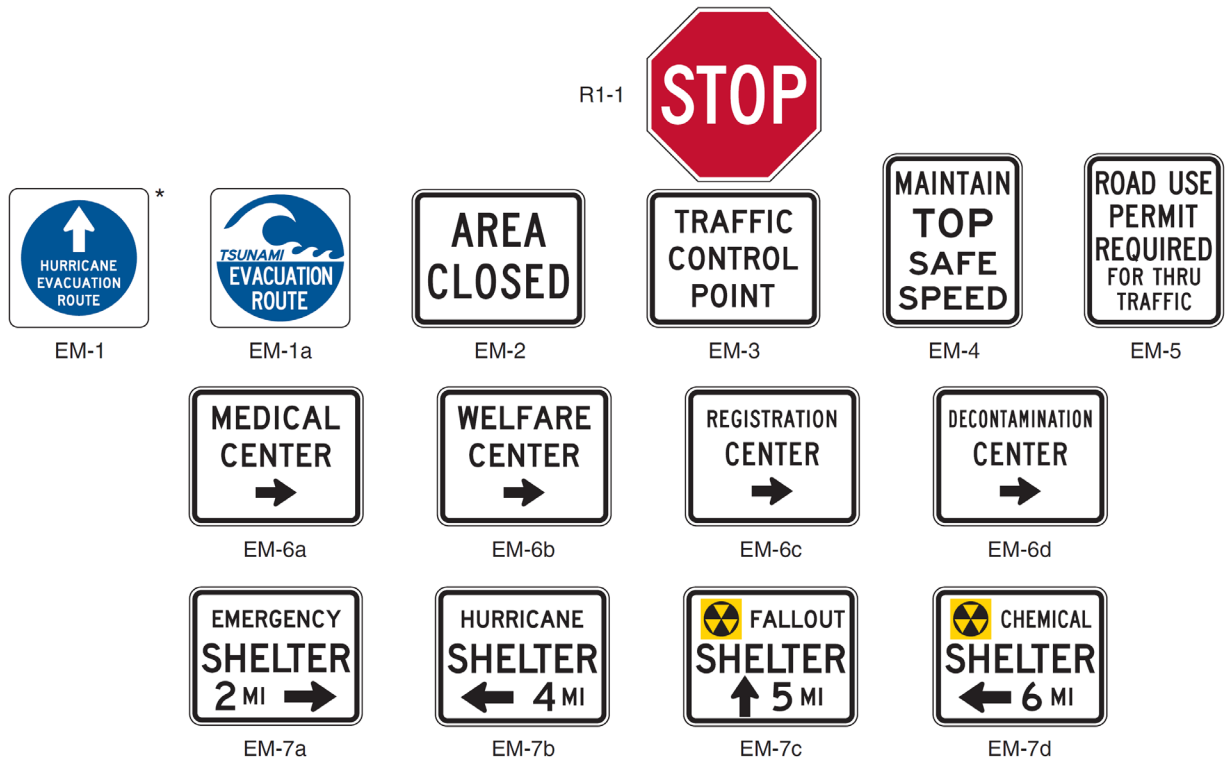 R1-1
STOP
*
HURRICANE
EVACUATION
ROUTE
EM-1
TSUNAMI
EVACUATION
ROUTE
EM-1a
AREA
CLOSED
EM-2
TRAFFIC
CONTROL
POINT
EM-3
MAINTAIN
TOP
SAFE
SPEED
EM-4
ROAD USE
PERMIT
REQUIRED
FOR THRU
TRAFFIC
EM-5
MEDICAL
CENTER
EM-6a
WELFARE
CENTER
EM-6b
REGISTRATION
CENTER
EM-6c
DECONTAMINATION
CENTER
EM-6d
EMERGENCY
SHELTER
2 MI
EM-7a
HURRICANE
SHELTER
4 MI
EM-7b
FALLOUT
SHELTER
5 MI
EM-7c
CHEMICAL
SHELTER
6 MI
EM-7d